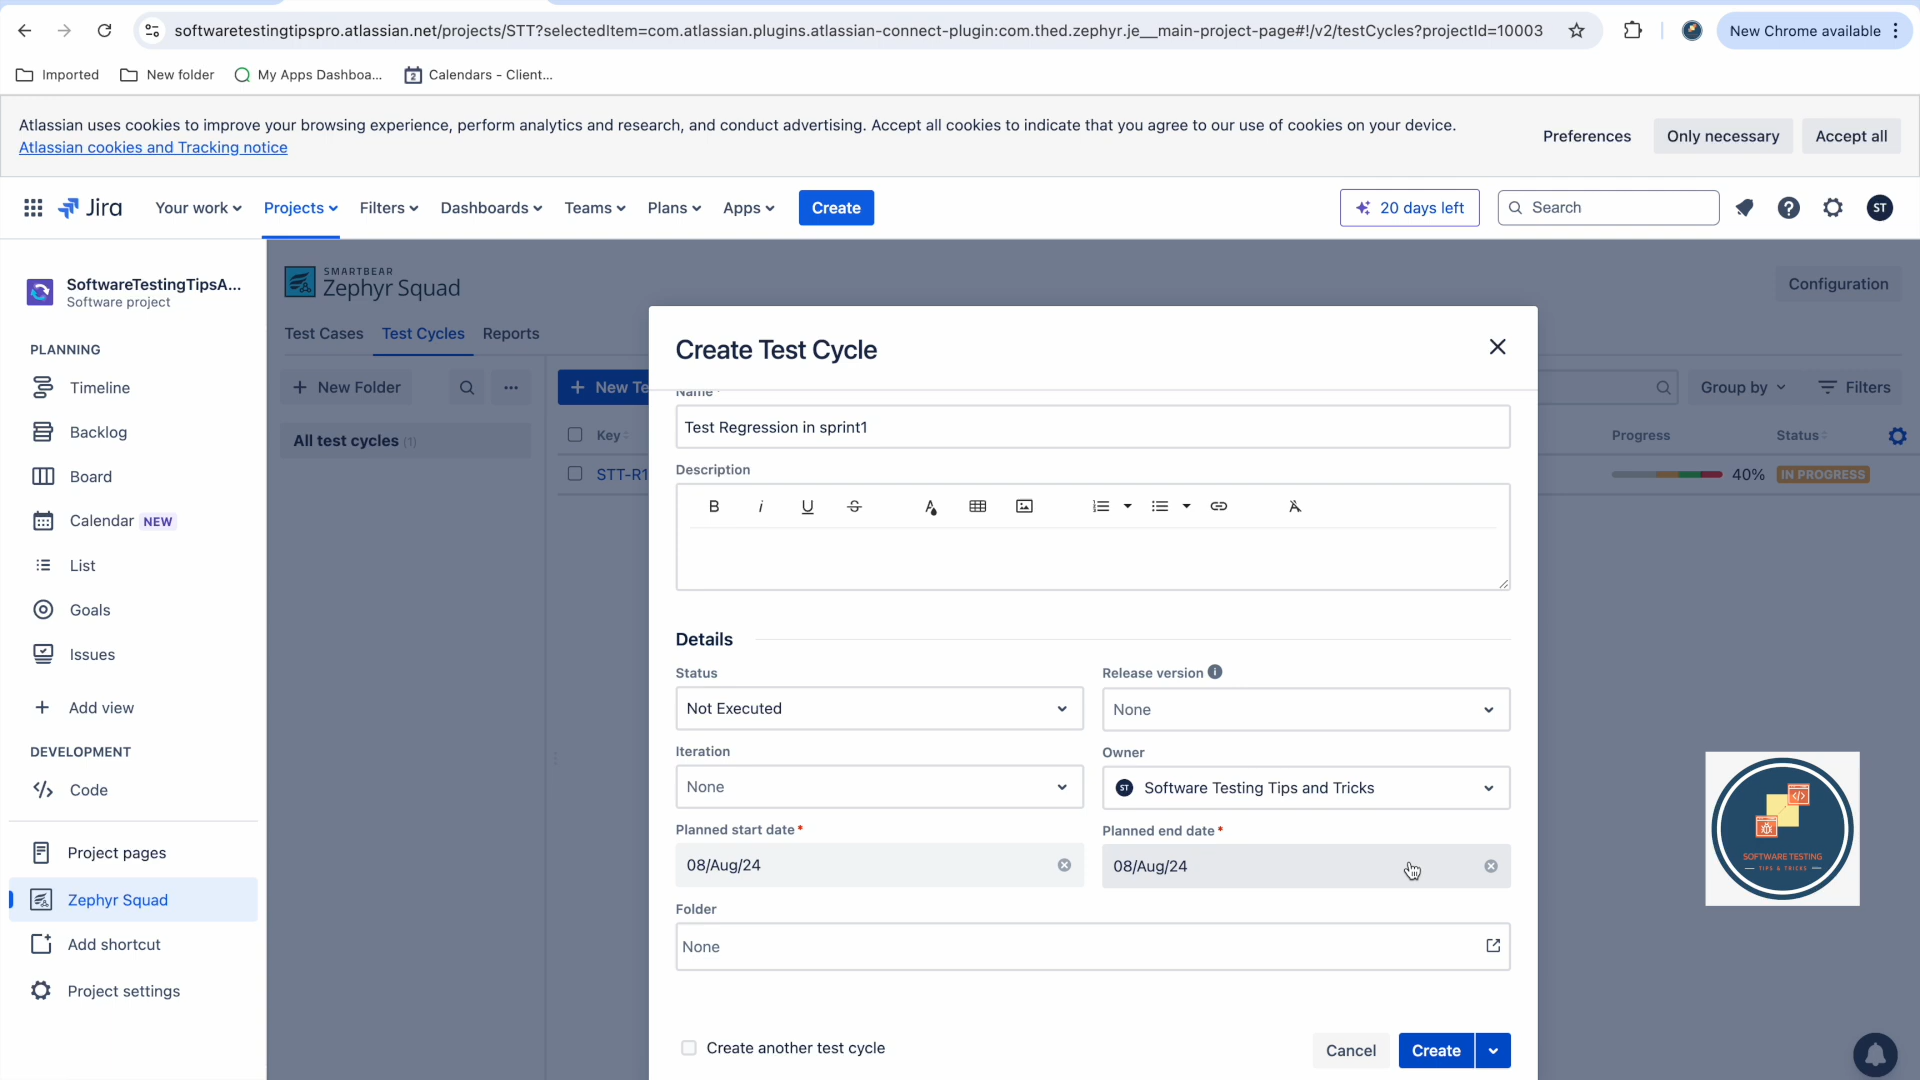 softwaretestingtipspro.atlassian.net/projects/STT?selectedItem=com.atlassian.plugins.atlassian-connect-plugin:com.thed.zephyr.je__main-project-page#!/v2/testCycles?projectId=10003
New Chrome available
Imported
New folder
My Apps Dashboa...
2
Calendars - Client...
Atlassian uses cookies to improve your browsing experience, perform analytics and research, and conduct advertising. Accept all cookies to indicate that you agree to our use of cookies on your device.
Atlassian cookies and Tracking notice
Preferences
Only necessary
Accept all
Jira
Your work
Projects
Filters
Dashboards
Teams
Plans
Apps
Create
20 days left
Search
ST
SoftwareTestingTipsA...
Software project
PLANNING
Timeline
Backlog
Board
Calendar NEW
List
Goals
Issues
Add view
DEVELOPMENT
Code
Project pages
Zephyr Squad
Add shortcut
Project settings
SMARTBEAR
Zephyr Squad
Configuration
Test Cases
Test Cycles
Reports
New Folder
All test cycles (1)
+ New Te
Group by
Filters
Key
Progress
Status
STT-R1
40%
IN PROGRESS
Create Test Cycle
Name *
Test Regression in sprint1
Description
Details
Status
Not Executed
Release version
None
Iteration
None
Owner
ST
Software Testing Tips and Tricks
Planned start date *
08/Aug/24
Planned end date *
08/Aug/24
Folder
None
Create another test cycle
Cancel
Create
SOFTWARE TESTING
TIPS & TRICKS